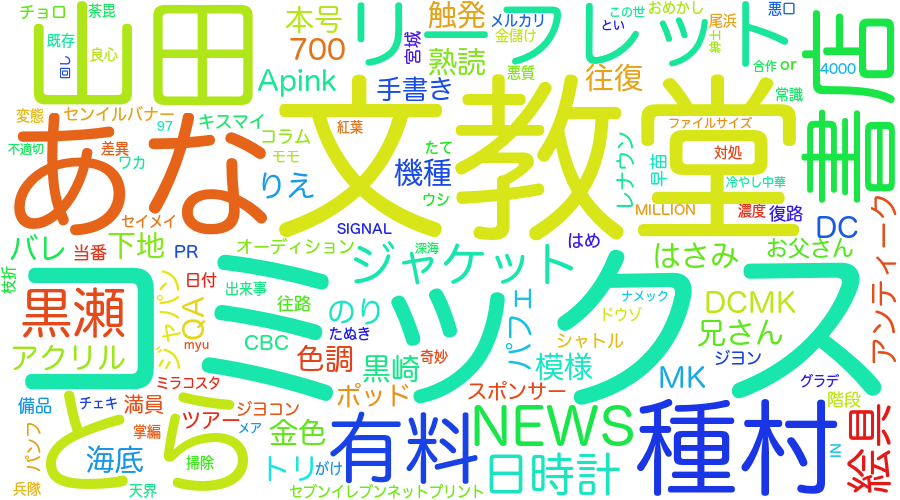 チョロ
荼毘
山田
既存
回し
良心
変態
センイルバナー
97
キスマイ
不適切
差異
ワカ
あな
セイメイ
りえ
コラム
モモ
本号
700
Apink
紅葉
SIGNAL
リーフレット
宮城
触発
熟読
メルカリ
金儲け
悪質
手書き
往復
機種
たて
ウシ
文教堂
とい
この世
おめかし
尾浜
紳士
悪口
合作
or
4000
常識
書店
ファイルサイズ
対処
レナウン
早苗
冷やし中華
MILLION
濃度
復路
DC
はめ
はさみ
お父さん
アンティーク
バレ
当番
下地
PR
オーディション
深海
ジャケット
枝折
黒瀬
ジャパン
QA
日付
出来事
往路
のり
たぬき
CBC
myu
コミックス
パフェ
ナメック
ドウゾ
DCMK
兄さん
シャトル
ジヨン
アクリル
ミラコスタ
色調
黒崎
奇妙
模様
MK
グラデ
備品
チェキ
満員
ツアー
ジヨコン
ポッド
スポンサー
階段
とら
掌編
メア
金色
有料
NEWS
種村
絵具
パンフ
海底
掃除
トリ
がけ
日時計
IN
兵隊
天界
セブンイレブンネットプリント